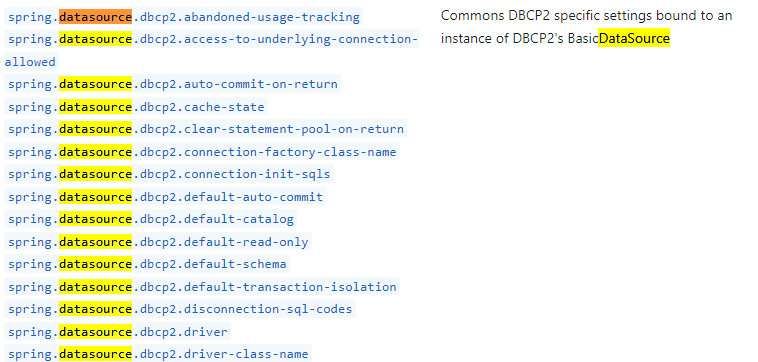 spring.datasource.dbcp2.abandoned-usage-tracking
spring.datasource.dbcp2.access-to-underlying-connection-
allowed
spring.datasource.dbcp2.auto-commit-on-return
spring.datasource.dbcp2.cache-state
spring.datasource.dbcp2.clear-statement-pool-on-return
spring.datasource.dbcp2.connection-factory-class-name
spring.datasource.dbcp2.connection-init-sqls
spring.datasource.dbcp2.default-auto-commit
spring.datasource.dbcp2.default-catalog
spring.datasource.dbcp2.default-read-only
spring.datasource.dbcp2.default-schema
spring.datasource.dbcp2.default-transaction-isolation
spring.datasource.dbcp2.disconnection-sql-codes
spring.datasource.dbcp2.driver
spring.datasource.dbcp2.driver-class-name
Commons DBCP2 specific settings bound to an
instance of DBCP2's BasicDataSource